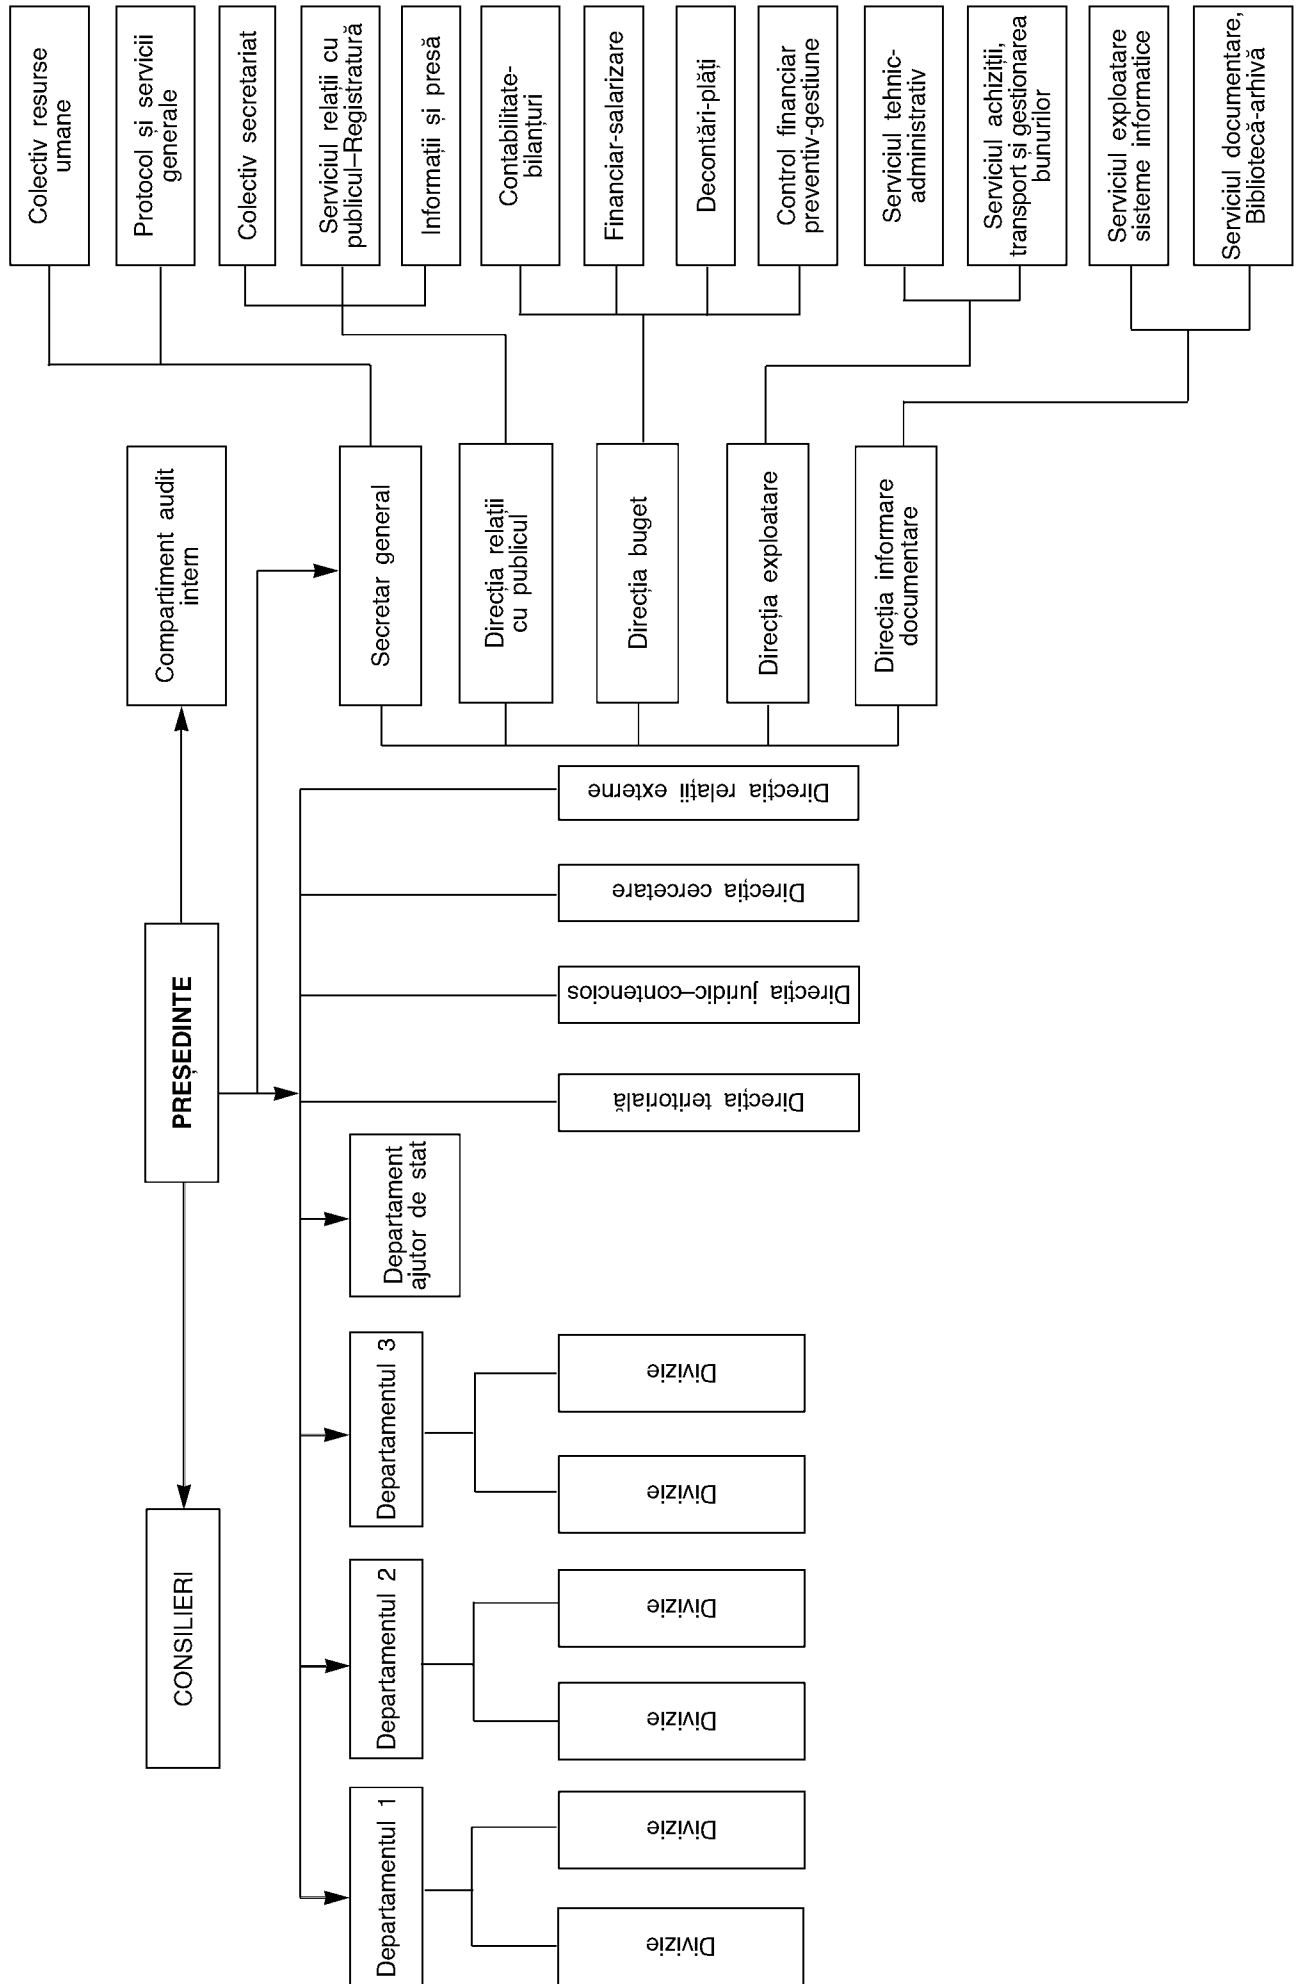 CONSILIERI
PREȘEDINTE
Compartiment audit
intern
Departamentul 1
Departamentul 2
Departamentul 3
Departament
ajutor de stat
Divizie
Divizie
Divizie
Divizie
Divizie
Divizie
Direcția teritorială
Direcția juridic–contencios
Direcția cercetare
Direcția relații externe
Secretar general
Direcția relații
cu publicul
Direcția buget
Direcția exploatare
Direcția informare
documentare
Colectiv resurse
umane
Protocol și servicii
generale
Colectiv secretariat
Serviciul relații cu
publicul–Registratură
Informații și presă
Contabilitate-
bilanțuri
Financiar-salarizare
Decontări-plăți
Control financiar
preventiv-gestiune
Serviciul tehnic-
administrativ
Serviciul achiziții,
transport și gestionarea
bunurilor
Serviciul exploatare
sisteme informatice
Serviciul documentare,
Bibliotecă-arhivă